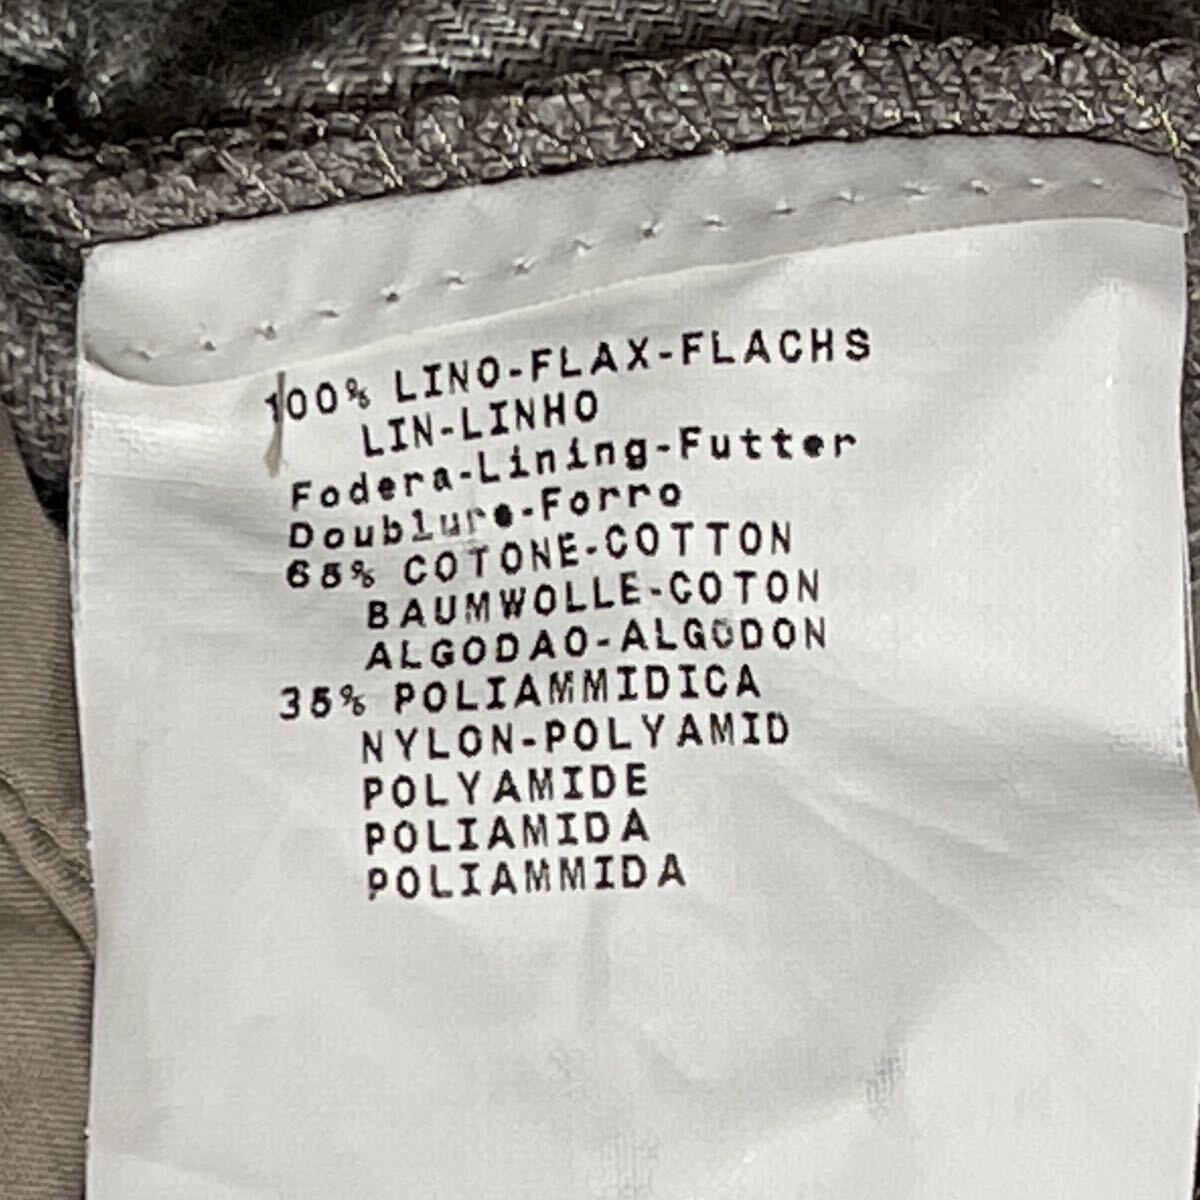 100% LINO-FLAX-FLACHS
LIN-LINHO
Fodera-Lining-Futter
Doublure-Forro
65% COTONE-COTTON
BAUMWOLLE-COTON
ALGODAO-ALGODON
35% POLIAMMIDICA
NYLON-POLYAMID
POLYAMIDE
POLIAMIDA
POLIAMMIDA